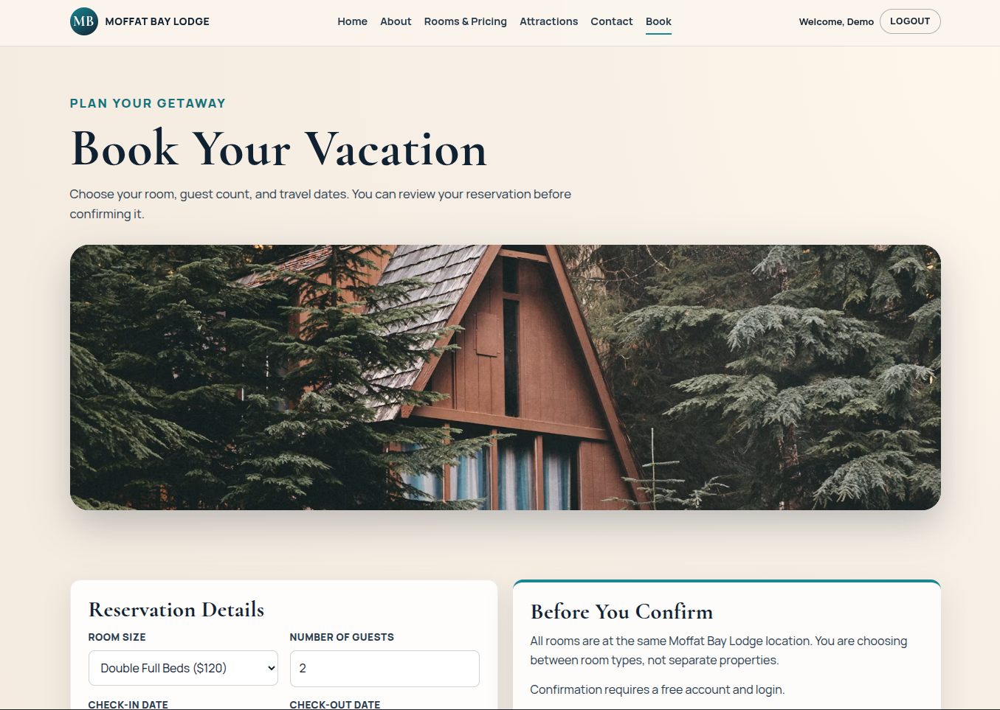 MB MOFFAT BAY LODGE
Home About Rooms & Pricing Attractions Contact Book
Welcome, Demo LOGOUT
PLAN YOUR GETAWAY
Book Your Vacation
Choose your room, guest count, and travel dates. You can review your reservation before
confirming it.
Reservation Details
ROOM SIZE
NUMBER OF GUESTS
Double Full Beds ($120)
2
CHECK-IN DATE
CHECK-OUT DATE
Before You Confirm
All rooms are at the same Moffat Bay Lodge location. You are choosing
between room types, not separate properties.
Confirmation requires a free account and login.